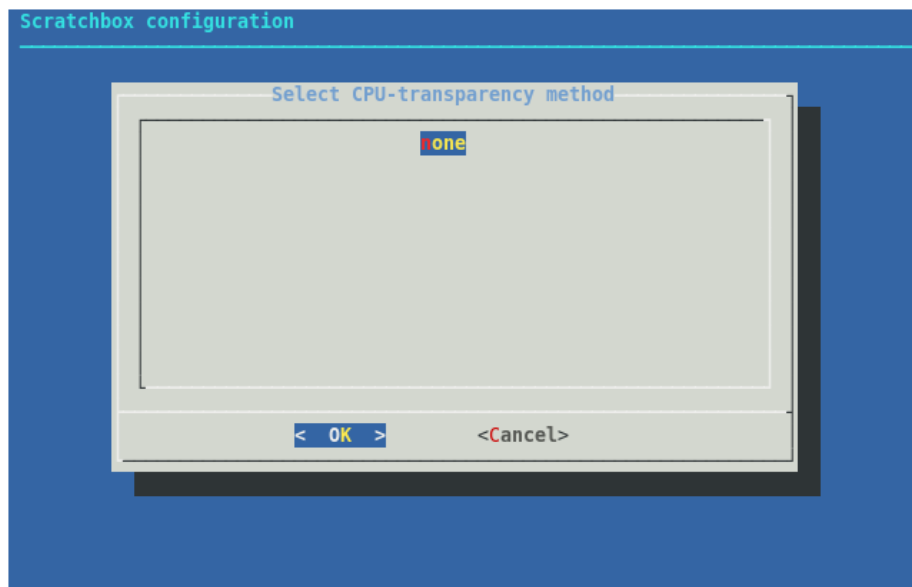 Scratchbox configuration
Select CPU-transparency method
none
< OK > <Cancel>